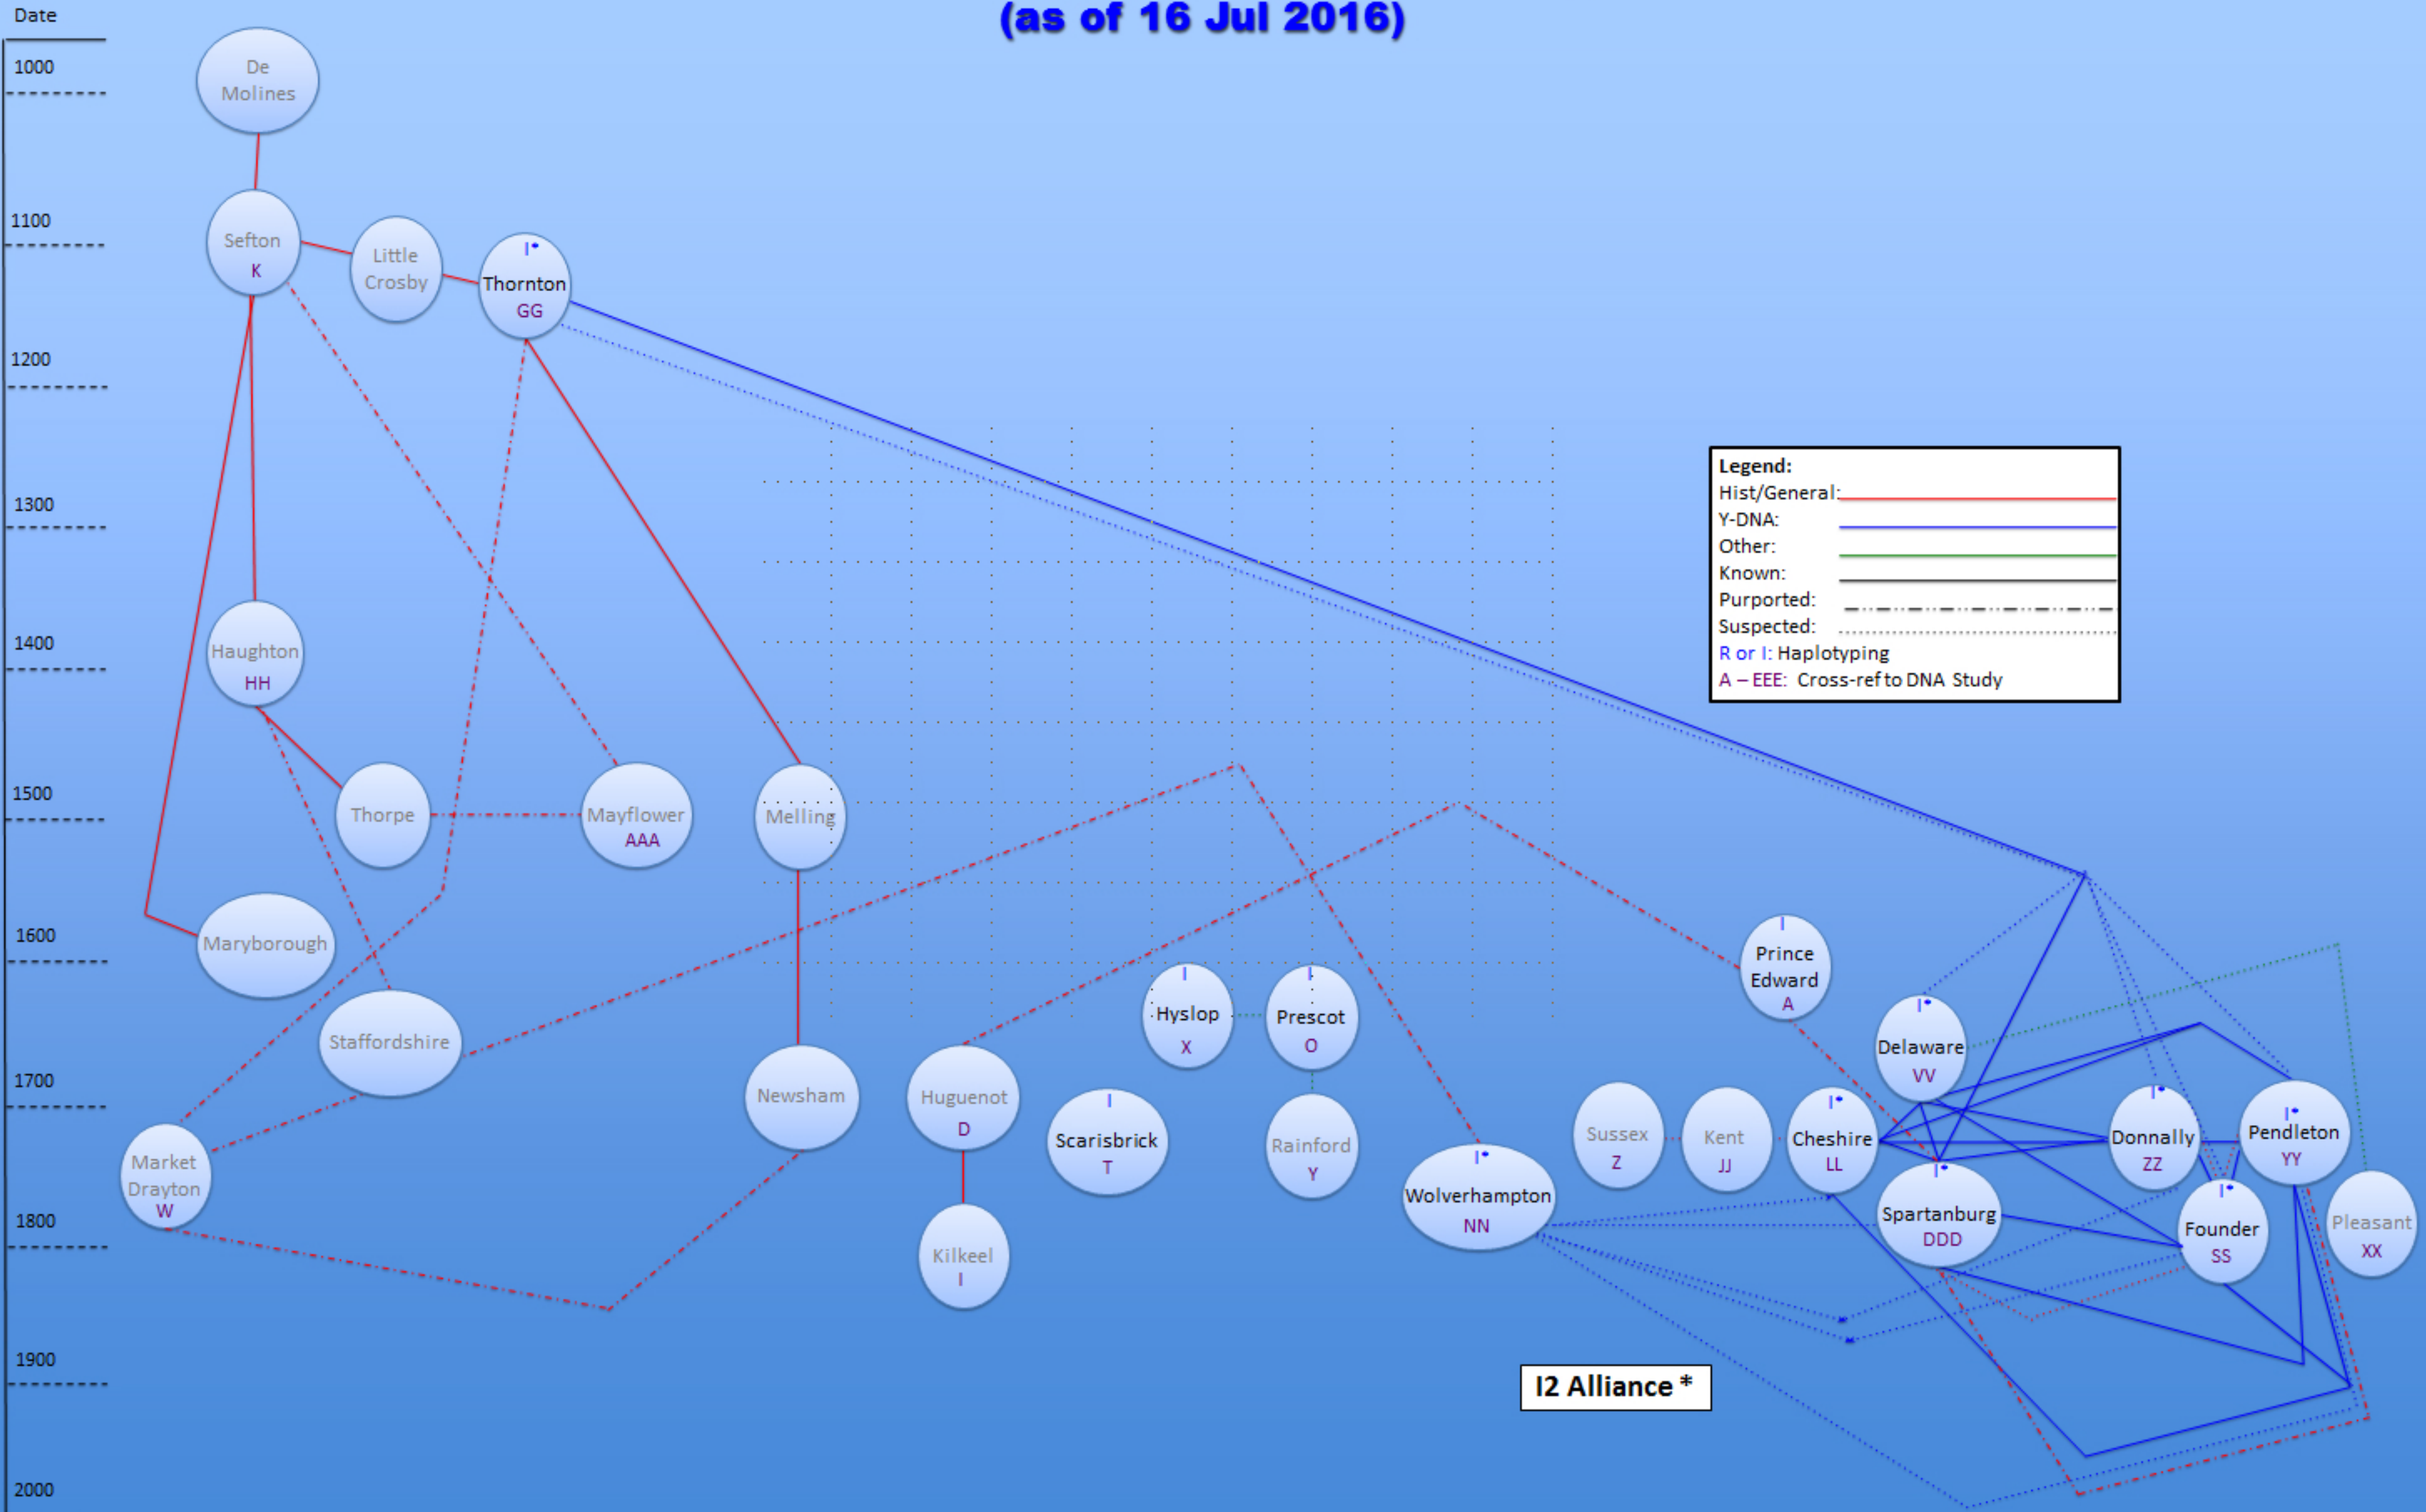 (as of 16 Jul 2016)
Date
1000
1100
1200
1300
1400
1500
1600
1700
1800
1900
2000
De
Molines
Sefton
K
Little
Crosby
I*
Thornton
GG
Legend:
Hist/General:
Y-DNA:
Other:
Known:
Purported:
Suspected:
R or I: Haplotyping
A – EEE: Cross-ref to DNA Study
Haughton
HH
Thorpe
Mayflower
AAA
Melling
Maryborough
Staffordshire
Market
Drayton
W
Newsham
Huguenot
D
Kilkeel
I
I
Scarisbrick
T
I
Hyslop
X
I
Prescot
O
Rainford
Y
I*
Wolverhampton
NN
Sussex
Z
Kent
JJ
I
Prince
Edward
A
I*
Delaware
VV
I*
Cheshire
LL
I*
Spartanburg
DDD
I*
Donnally
ZZ
I*
Pendleton
YY
I*
Founder
SS
Pleasant
XX
I2 Alliance *